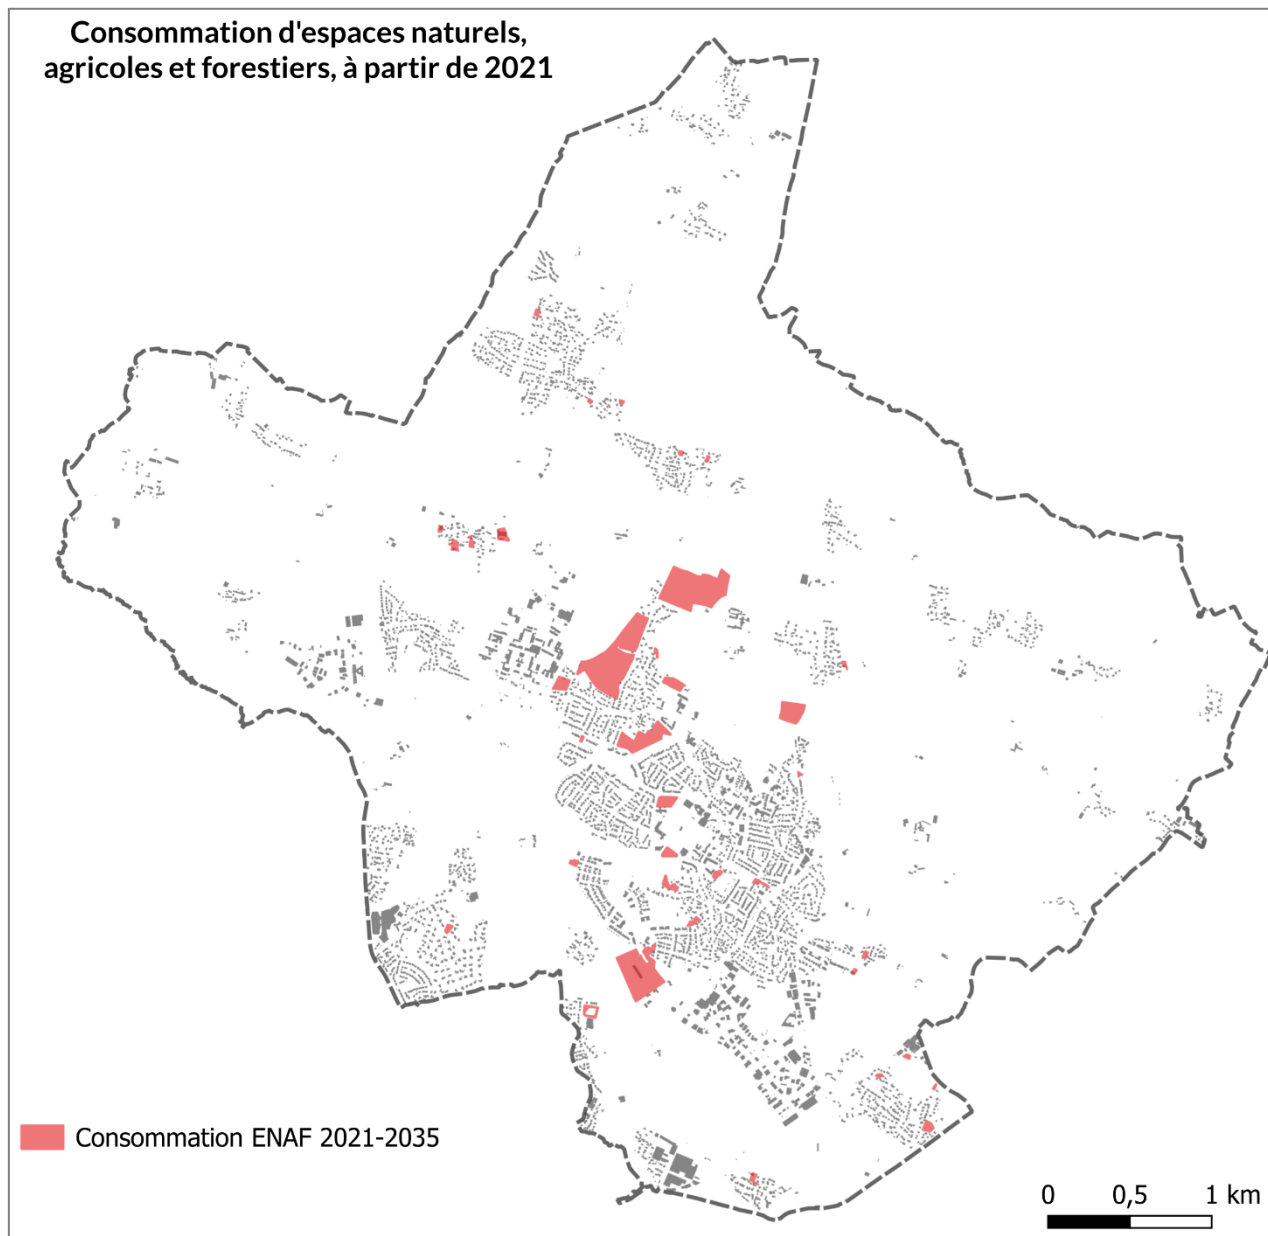 Consommation d'espaces naturels,
agricoles et forestiers, à partir de 2021
Consommation ENAF 2021-2035
0 0,5 1 km